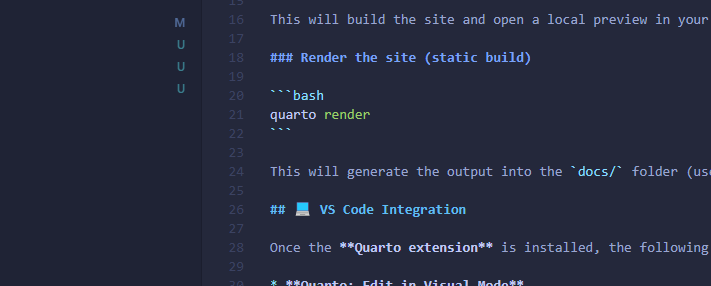 15
M
16 This will build the site and open a local preview in your
U
17
U
18 ### Render the site (static build)
19
U
20 ```bash
21 quarto render
22 ```
23
24 This will generate the output into the `docs/` folder (use
25
26 ## 💻 VS Code Integration
27
28 Once the **Quarto extension** is installed, the following
29
30 * **Quarto: Edit in Visual Mode**